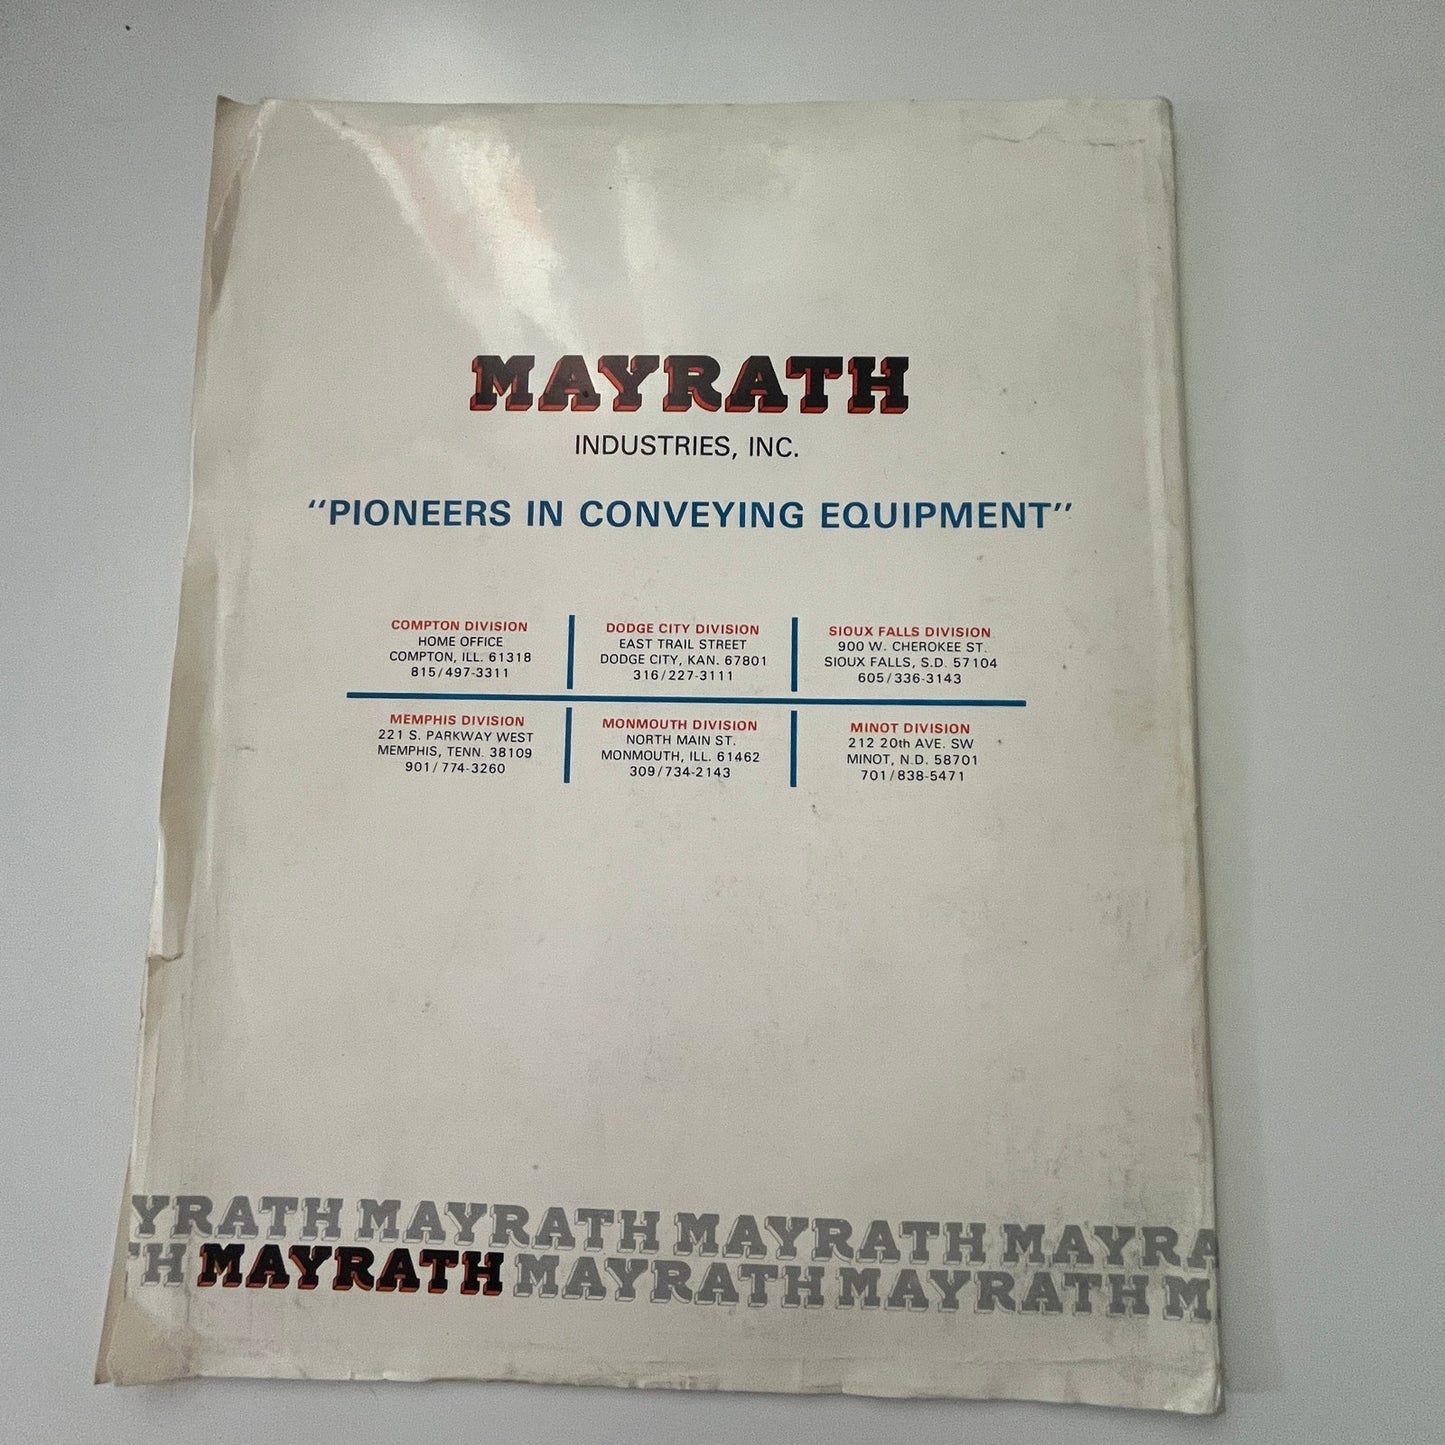 MAYRATH
INDUSTRIES, INC.
"PIONEERS IN CONVEYING EQUIPMENT"
COMPTON DIVISION
HOME OFFICE
COMPTON, ILL. 61318
815/497-3311
DODGE CITY DIVISION
EAST TRAIL STREET
DODGE CITY, KAN. 67801
316/227-3111
SIOUX FALLS DIVISION
900 W. CHEROKEE ST.
SIOUX FALLS, S.D. 57104
605/336-3143
MEMPHIS DIVISION
221 S. PARKWAY WEST
MEMPHIS, TENN. 38109
901/774-3260
MONMOUTH DIVISION
NORTH MAIN ST.
MONMOUTH, ILL. 61462
309/734-2143
MINOT DIVISION
212 20th AVE. SW
MINOT, N.D. 58701
701/838-5471
YRATH MAYRATH MAYRATH MAYRA
TH MAYRATH MAYRATH MAYRATH M